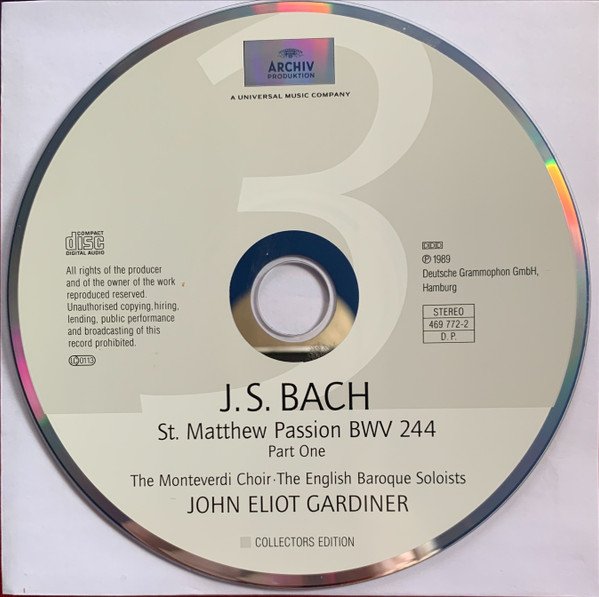 3
ARCHIV
PRODUKTION
A UNIVERSAL MUSIC COMPANY
COMPACT
disc
DIGITAL AUDIO
All rights of the producer
and of the owner of the work
reproduced reserved.
Unauthorised copying, hiring,
lending, public performance
and broadcasting of this
record prohibited.
LC 0113
DDD
℗ 1989
Deutsche Grammophon GmbH,
Hamburg
STEREO
469 772-2
D. P.
J. S. BACH
St. Matthew Passion BWV 244
Part One
The Monteverdi Choir · The English Baroque Soloists
JOHN ELIOT GARDINER
COLLECTORS EDITION